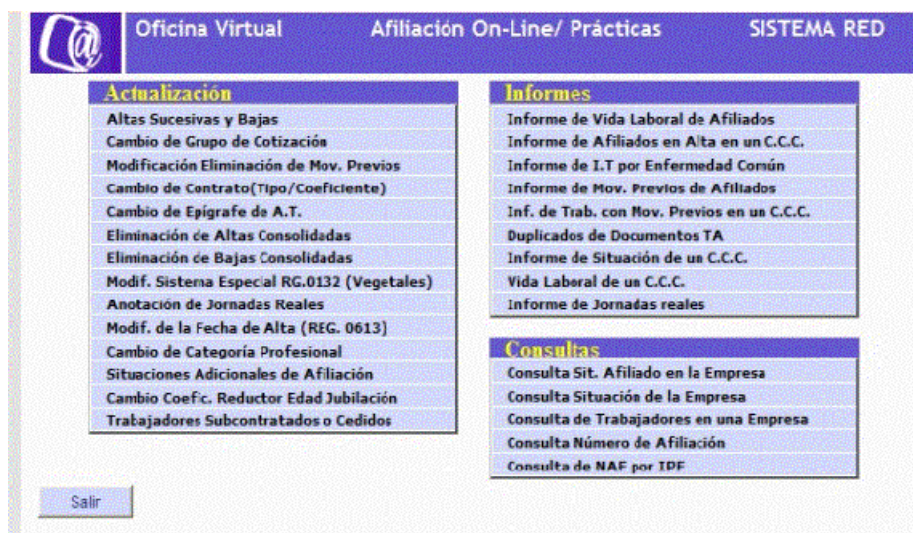 Oficina Virtual Afiliación On-Line/ Prácticas SISTEMA RED
Actualización
Altas Sucesivas y Bajas
Cambio de Grupo de Cotización
Modificación Eliminación de Mov. Previos
Cambio de Contrato(Tipo/Coeficiente)
Cambio de Epígrafe de A.T.
Eliminación de Altas Consolidadas
Eliminación de Bajas Consolidadas
Modif. Sistema Especial RG.0132 (Vegetales)
Anotación de Jornadas Reales
Modif. de la Fecha de Alta (REG. 0613)
Cambio de Categoría Profesional
Situaciones Adicionales de Afiliación
Cambio Coefic. Reductor Edad Jubilación
Trabajadores Subcontratados o Cedidos
Informes
Informe de Vida Laboral de Afiliados
Informe de Afiliados en Alta en un C.C.C.
Informe de I.T por Enfermedad Común
Informe de Mov. Previos de Afiliados
Inf. de Trab. con Mov. Previos en un C.C.C.
Duplicados de Documentos TA
Informe de Situación de un C.C.C.
Vida Laboral de un C.C.C.
Informe de Jornadas reales
Consultas
Consulta Sit. Afiliado en la Empresa
Consulta Situación de la Empresa
Consulta de Trabajadores en una Empresa
Consulta Número de Afiliación
Consulta de NAF por IPF
Salir